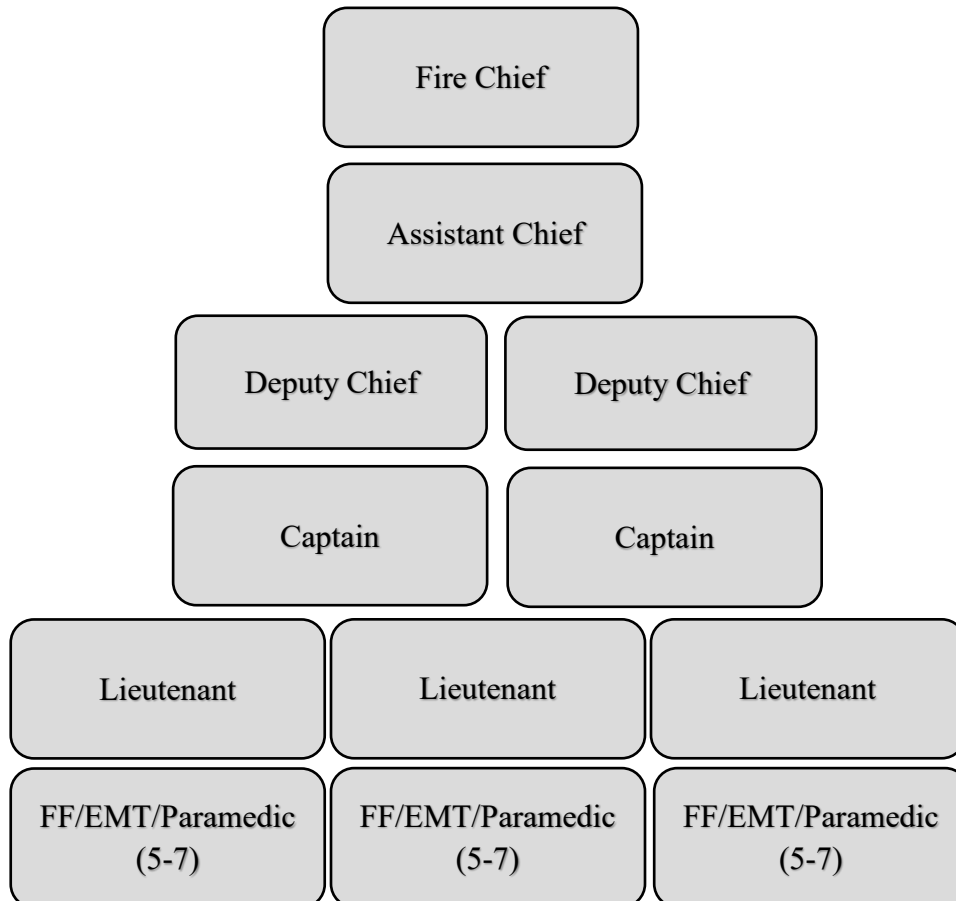 Fire Chief
Assistant Chief
Deputy Chief
Deputy Chief
Captain
Captain
Lieutenant
Lieutenant
Lieutenant
FF/EMT/Paramedic
(5-7)
FF/EMT/Paramedic
(5-7)
FF/EMT/Paramedic
(5-7)